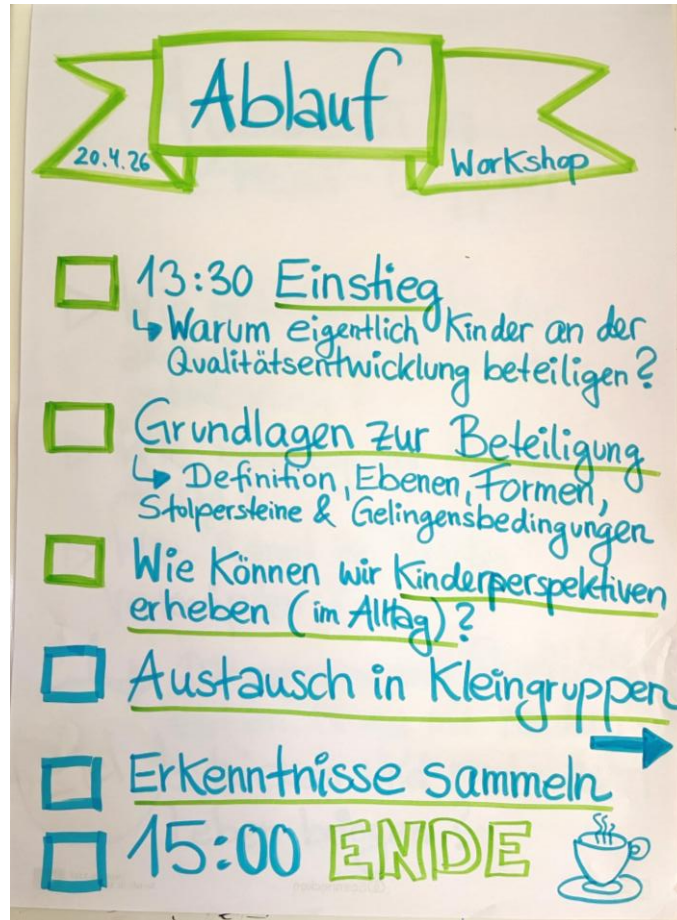 Ablauf
20.4.26
Workshop
13:30 Einstieg
↳ Warum eigentlich Kinder an der
Qualitätsentwicklung beteiligen?
Grundlagen zur Beteiligung
↳ Definition, Ebenen, Formen,
Stolpersteine & Gelingensbedingungen
Wie können wir Kinderperspektiven
erheben (im Alltag)?
Austausch in Kleingruppen
Erkenntnisse sammeln
15:00 ENDE